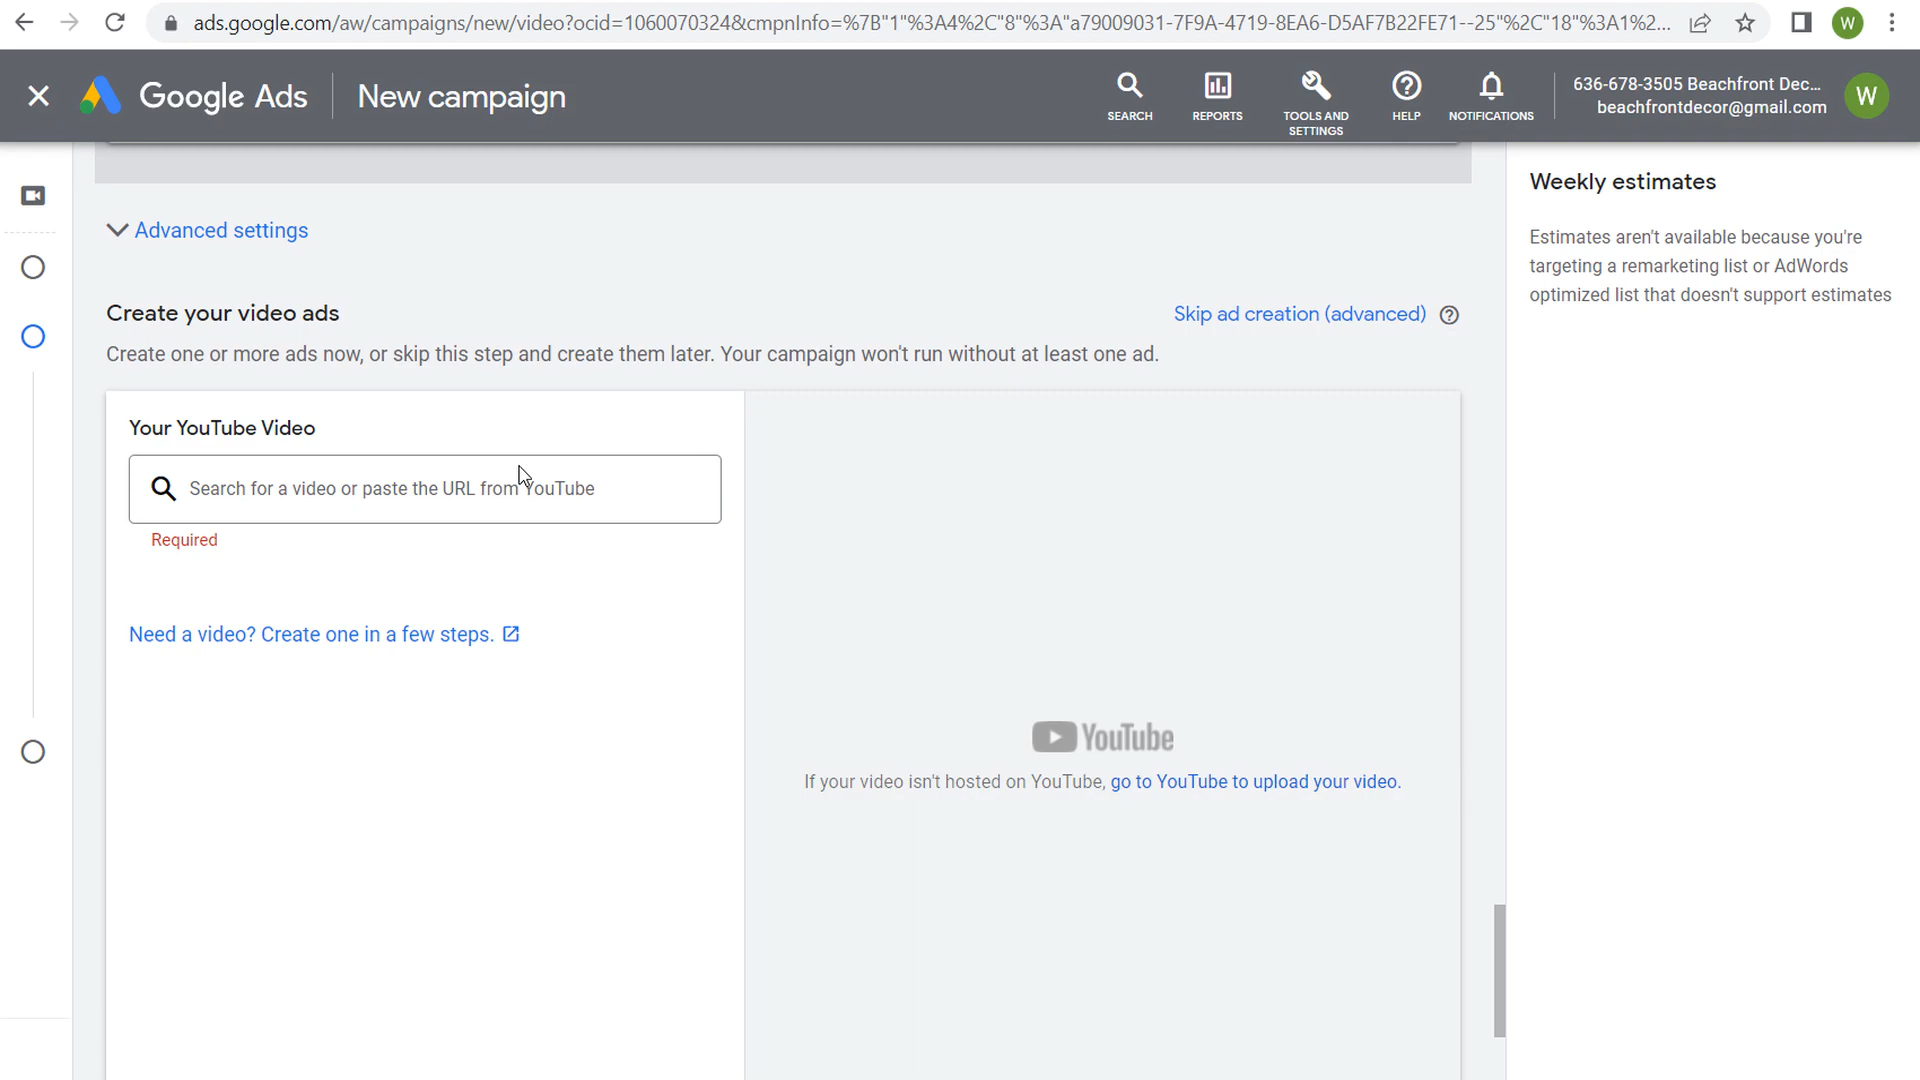 ads.google.com/aw/campaigns/new/video?ocid=1060070324&cmpnInfo=%7B"1"%3A4%2C"8"%3A"a79009031-7F9A-4719-8EA6-D5AF7B22FE71--25"%2C"18"%3A1%2...
W
Google Ads
New campaign
SEARCH
REPORTS
TOOLS AND
SETTINGS
HELP
NOTIFICATIONS
636-678-3505 Beachfront Dec...
beachfrontdecor@gmail.com
W
Weekly estimates
Estimates aren't available because you're
targeting a remarketing list or AdWords
optimized list that doesn't support estimates
Advanced settings
Create your video ads
Skip ad creation (advanced)
Create one or more ads now, or skip this step and create them later. Your campaign won't run without at least one ad.
Your YouTube Video
Search for a video or paste the URL from YouTube
Required
Need a video? Create one in a few steps.
YouTube
If your video isn't hosted on YouTube, go to YouTube to upload your video.